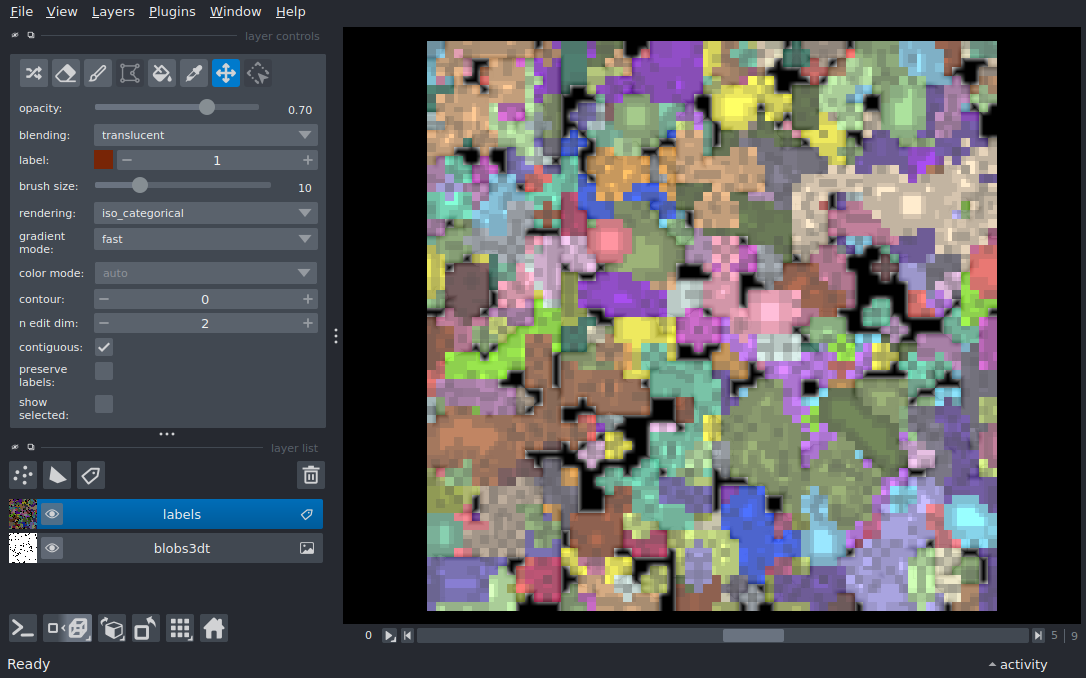 File View Layers Plugins Window Help
layer controls
opacity: 0.70
blending: translucent
label: 1
brush size: 10
rendering: iso_categorical
gradient
mode: fast
color mode: auto
contour: 0
n edit dim: 2
contiguous:
preserve
labels:
show
selected:
layer list
labels
blobs3dt
0 5 9
Ready activity